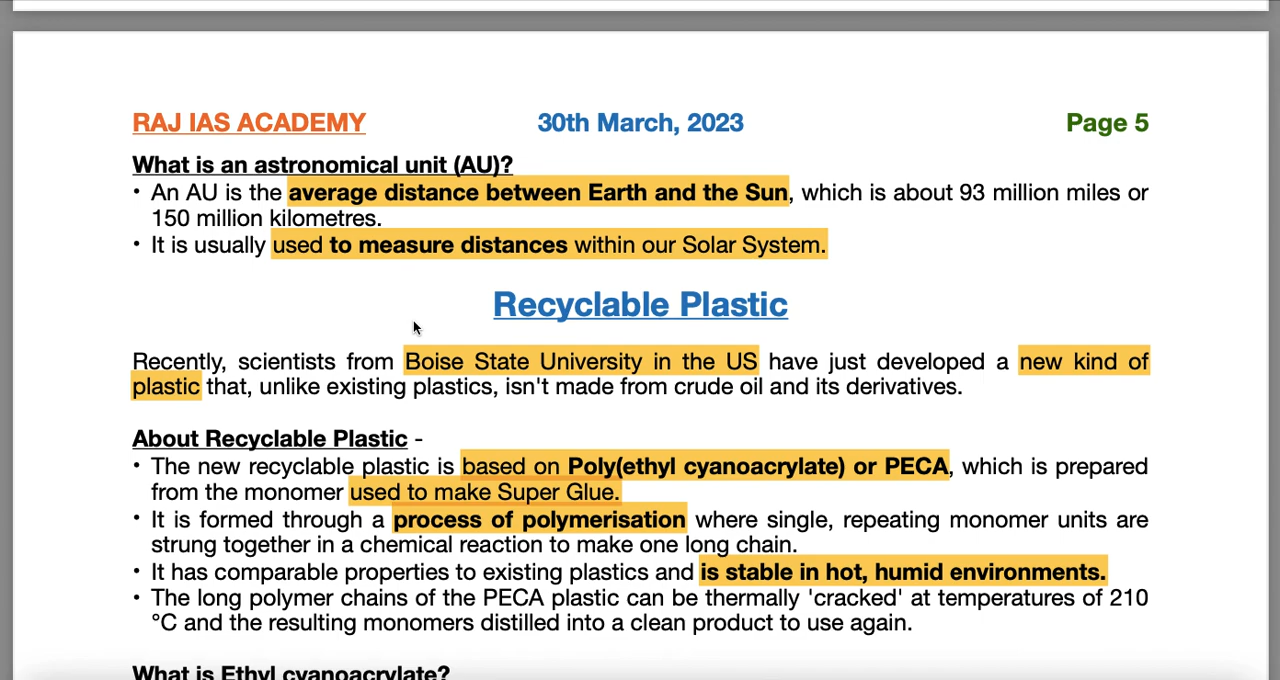 RAJ IAS ACADEMY 30th March, 2023 Page 5
What is an astronomical unit (AU)?
• An AU is the average distance between Earth and the Sun, which is about 93 million miles or
150 million kilometres.
• It is usually used to measure distances within our Solar System.
Recyclable Plastic
Recently, scientists from Boise State University in the US have just developed a new kind of
plastic that, unlike existing plastics, isn't made from crude oil and its derivatives.
About Recyclable Plastic -
• The new recyclable plastic is based on Poly(ethyl cyanoacrylate) or PECA, which is prepared
from the monomer used to make Super Glue.
• It is formed through a process of polymerisation where single, repeating monomer units are
strung together in a chemical reaction to make one long chain.
• It has comparable properties to existing plastics and is stable in hot, humid environments.
• The long polymer chains of the PECA plastic can be thermally 'cracked' at temperatures of 210
°C and the resulting monomers distilled into a clean product to use again.
What is Ethyl cyanoacrylate?